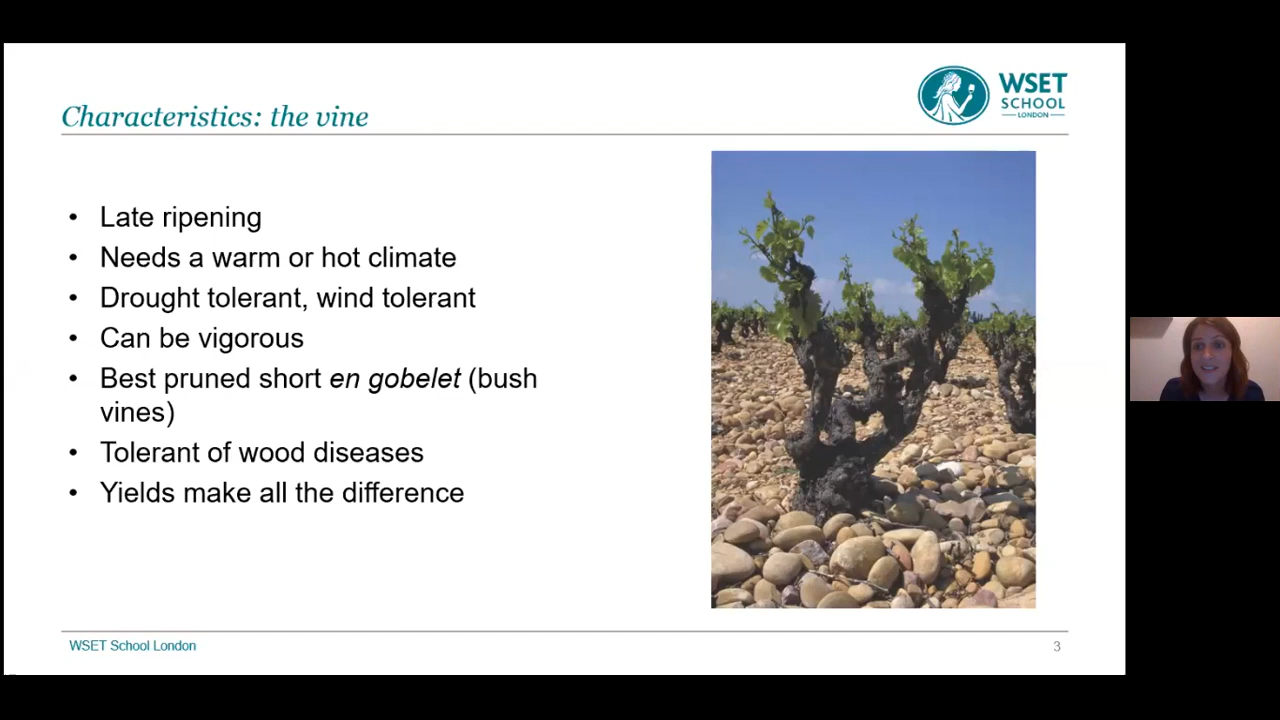 Characteristics: the vine
WSET
SCHOOL
LONDON
• Late ripening
• Needs a warm or hot climate
• Drought tolerant, wind tolerant
• Can be vigorous
• Best pruned short en gobelet (bush
vines)
• Tolerant of wood diseases
• Yields make all the difference
WSET School London
3